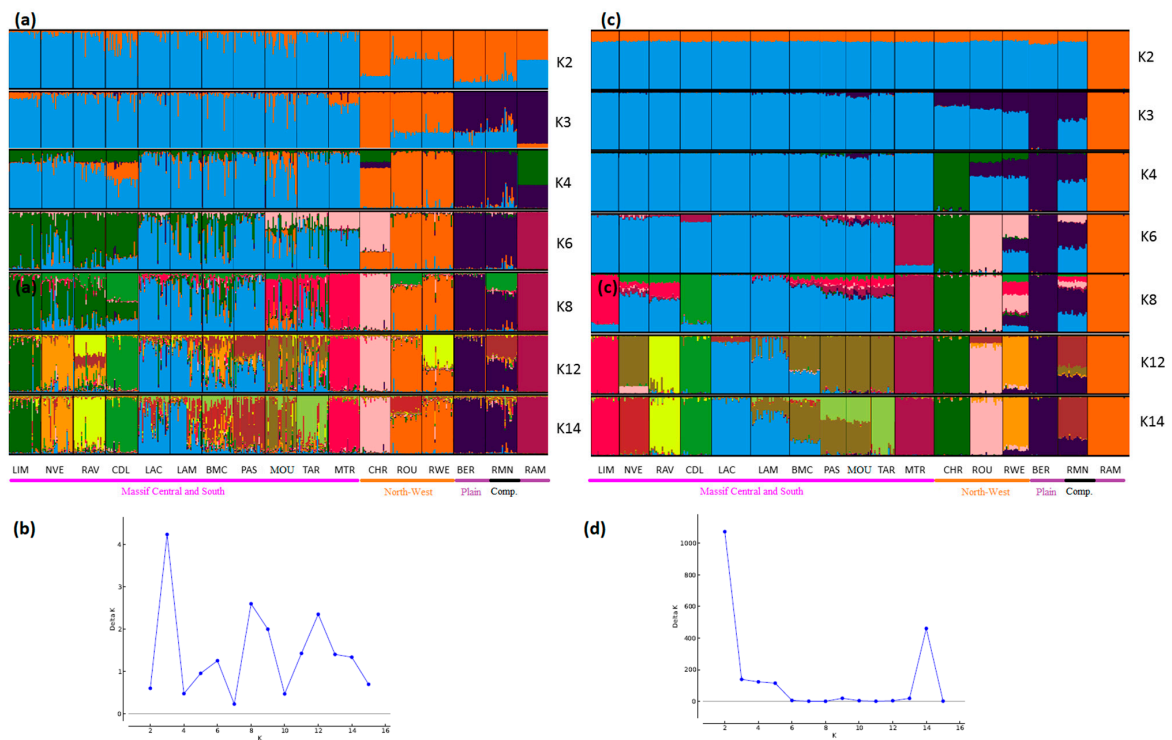 (a)
K2
K3
K4
K6
(a)
K8
K12
K14
LIM NVE RAV CDL LAC LAM BMC PAS MOU TAR MTR CHR ROU RWE BER RMN RAM
Massif Central and South North-West Plain Comp.
(c)
K2
K3
K4
K6
(c)
K8
K12
K14
LIM NVE RAV CDL LAC LAM BMC PAS MOU TAR MTR CHR ROU RWE BER RMN RAM
Massif Central and South North-West Plain Comp.
(b)
Delta K
4
3
2
1
0
2 4 6 8 10 12 14 16
K
(d)
Delta K
1000
800
600
400
200
0
2 4 6 8 10 12 14 16
K